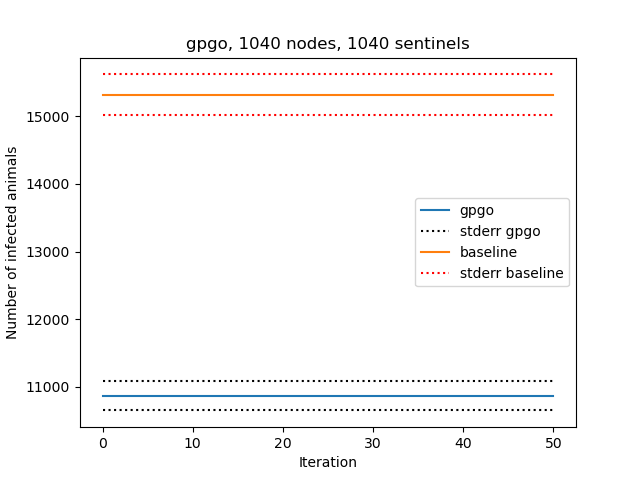 gpgo, 1040 nodes, 1040 sentinels
Number of infected animals
15000
14000
13000
12000
11000
gpgo
stderr gpgo
baseline
stderr baseline
0 10 20 30 40 50
Iteration